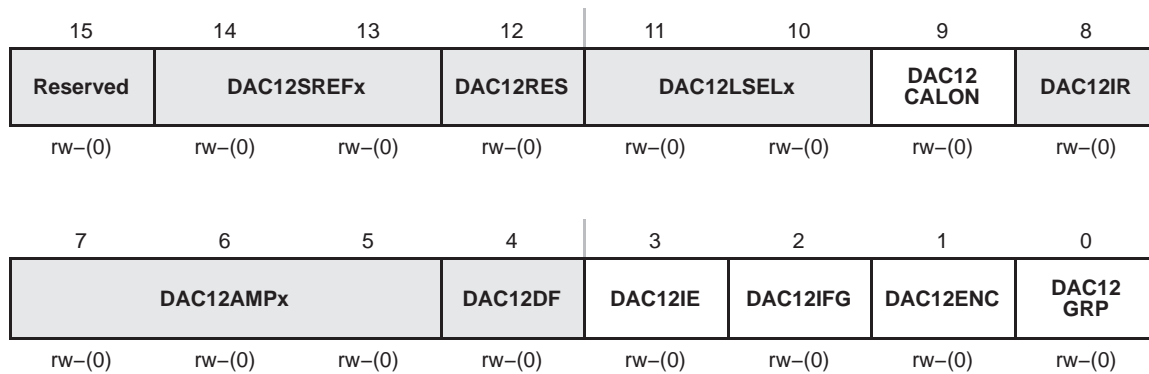 15 14 13 12 11 10 9 8
Reserved DAC12SREFx DAC12RES DAC12LSELx DAC12 CALON DAC12IR
rw−(0) rw−(0) rw−(0) rw−(0) rw−(0) rw−(0) rw−(0) rw−(0)
7 6 5 4 3 2 1 0
DAC12AMPx DAC12DF DAC12IE DAC12IFG DAC12ENC DAC12 GRP
rw−(0) rw−(0) rw−(0) rw−(0) rw−(0) rw−(0) rw−(0) rw−(0)